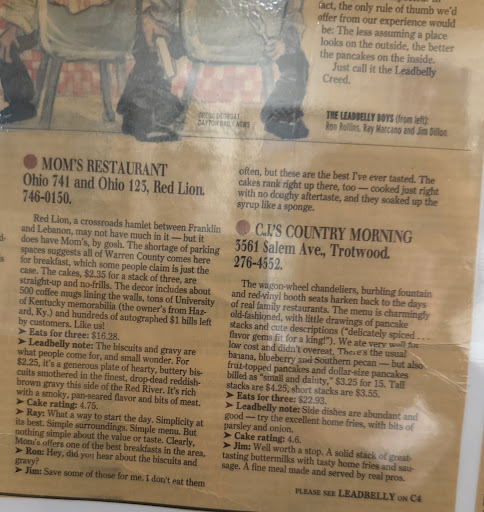 fact, the only rule of thumb we'd
offer from our experience would
be: The less assuming a place
looks on the outside, the better
the pancakes on the inside.
Just call it the Leadbelly
Creed.
DAYTON DAILY NEWS
THE LEADBELLY BOYS (from left):
Ron Rollins, Ray Marcano and Jim Dillon.
MOM'S RESTAURANT
Ohio 741 and Ohio 123, Red Lion.
746-0150.
Red Lion, a crossroads hamlet between Franklin
and Lebanon, may not have much in it — but it
does have Mom's, by gosh. The shortage of parking
spaces suggests all of Warren County comes here
for breakfast, which some people claim is just the
case. The cakes, $2.35 for a stack of three, are
straight-up and no-frills. The decor includes about
500 coffee mugs lining the walls, tons of University
of Kentucky memorabilia (the owner's from Haz-
ard, Ky.) and hundreds of autographed $1 bills left
by customers. Like us!
➤ Eats for three: $16.28.
➤ Leadbelly note: The biscuits and gravy are
what people come for, and small wonder. For
$2.25, it's a generous plate of hearty, buttery bis-
cuits smothered in the finest, drop-dead reddish-
brown gravy this side of the Red River. It's rich
with a smoky, pan-seared flavor and bits of meat.
➤ Cake rating: 4.75.
➤ Ray: What a way to start the day. Simplicity at
its best. Simple surroundings. Simple menu. But
nothing simple about the value or taste. Clearly,
Mom's offers one of the best breakfasts in the area.
➤ Ron: Hey, did you hear about the biscuits and
gravy?
➤ Jim: Save some of those for me. I don't eat them
often, but these are the best I've ever tasted. The
cakes rank right up there, too — cooked just right
with no doughy aftertaste, and they soaked up the
syrup like a sponge.
C.J.'S COUNTRY MORNING
3561 Salem Ave., Trotwood.
276-4552.
The wagon-wheel chandeliers, burbling fountain
and red-vinyl booth seats harken back to the days
of real family restaurants. The menu is charmingly
old-fashioned, with little drawings of pancake
stacks and cute descriptions ("delicately spiced . . .
flavor gems fit for a king!"). We ate very well for
low cost and didn't overeat. There's the usual
banana, blueberry and Southern pecan — but also
fruit-topped pancakes and dollar-size pancakes
billed as "small and dainty," $3.25 for 15. Tall
stacks are $4.25, short stacks are $3.55.
➤ Eats for three: $22.93.
➤ Leadbelly note: Side dishes are abundant and
good — try the excellent home fries, with bits of
parsley and onion.
➤ Cake rating: 4.6.
➤ Jim: Well worth a stop. A solid stack of great-
tasting buttermilks with tasty home fries and sau-
sage. A fine meal made and served by real pros.
PLEASE SEE LEADBELLY ON C4